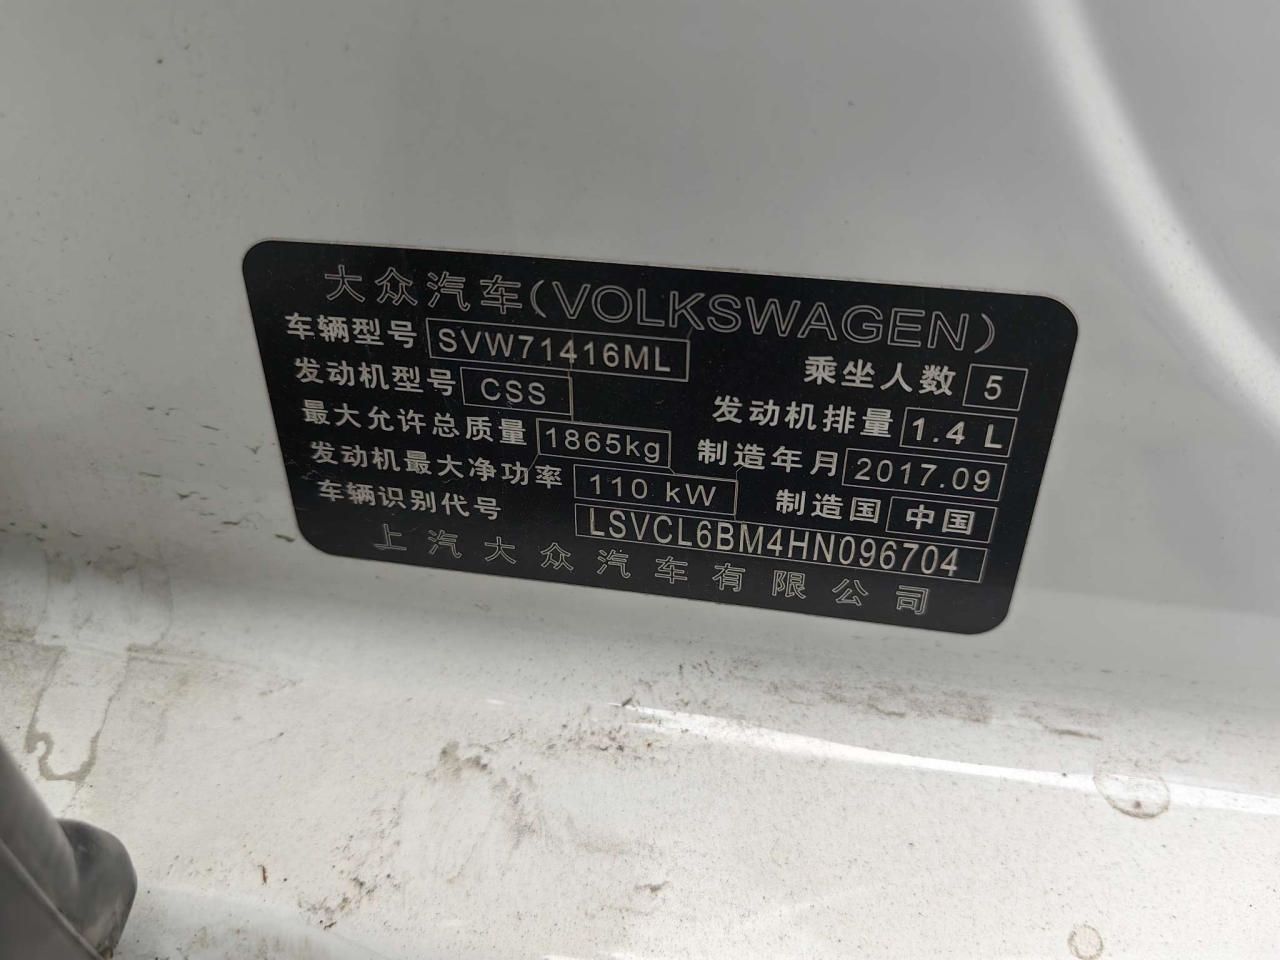 大众汽车(VOLKSWAGEN)
车辆型号 SVW71416ML 乘坐人数 5
发动机型号 CSS 发动机排量 1.4 L
最大允许总质量 1865kg 制造年月 2017.09
发动机最大净功率 110 kW 制造国 中国
车辆识别代号 LSVCL6BM4HN096704
上汽大众汽车有限公司